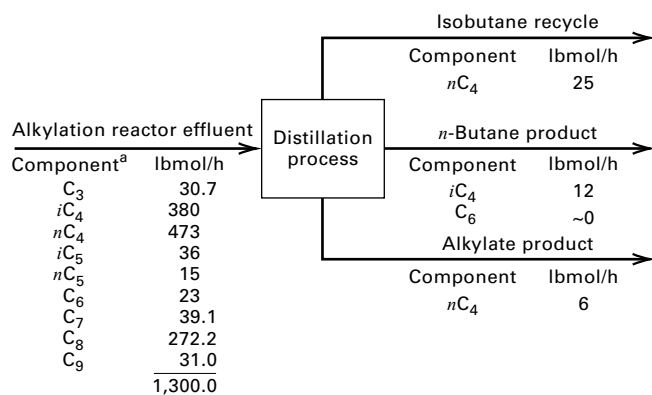 Isobutane recycle
Component lbmol/h
nC4 25
Alkylation reactor effluent
Componentᵃ lbmol/h
C3 30.7
iC4 380
nC4 473
iC5 36
nC5 15
C6 23
C7 39.1
C8 272.2
C9 31.0
1,300.0
Distillation
process
n-Butane product
Component lbmol/h
iC4 12
C6 ~0
Alkylate product
Component lbmol/h
nC4 6